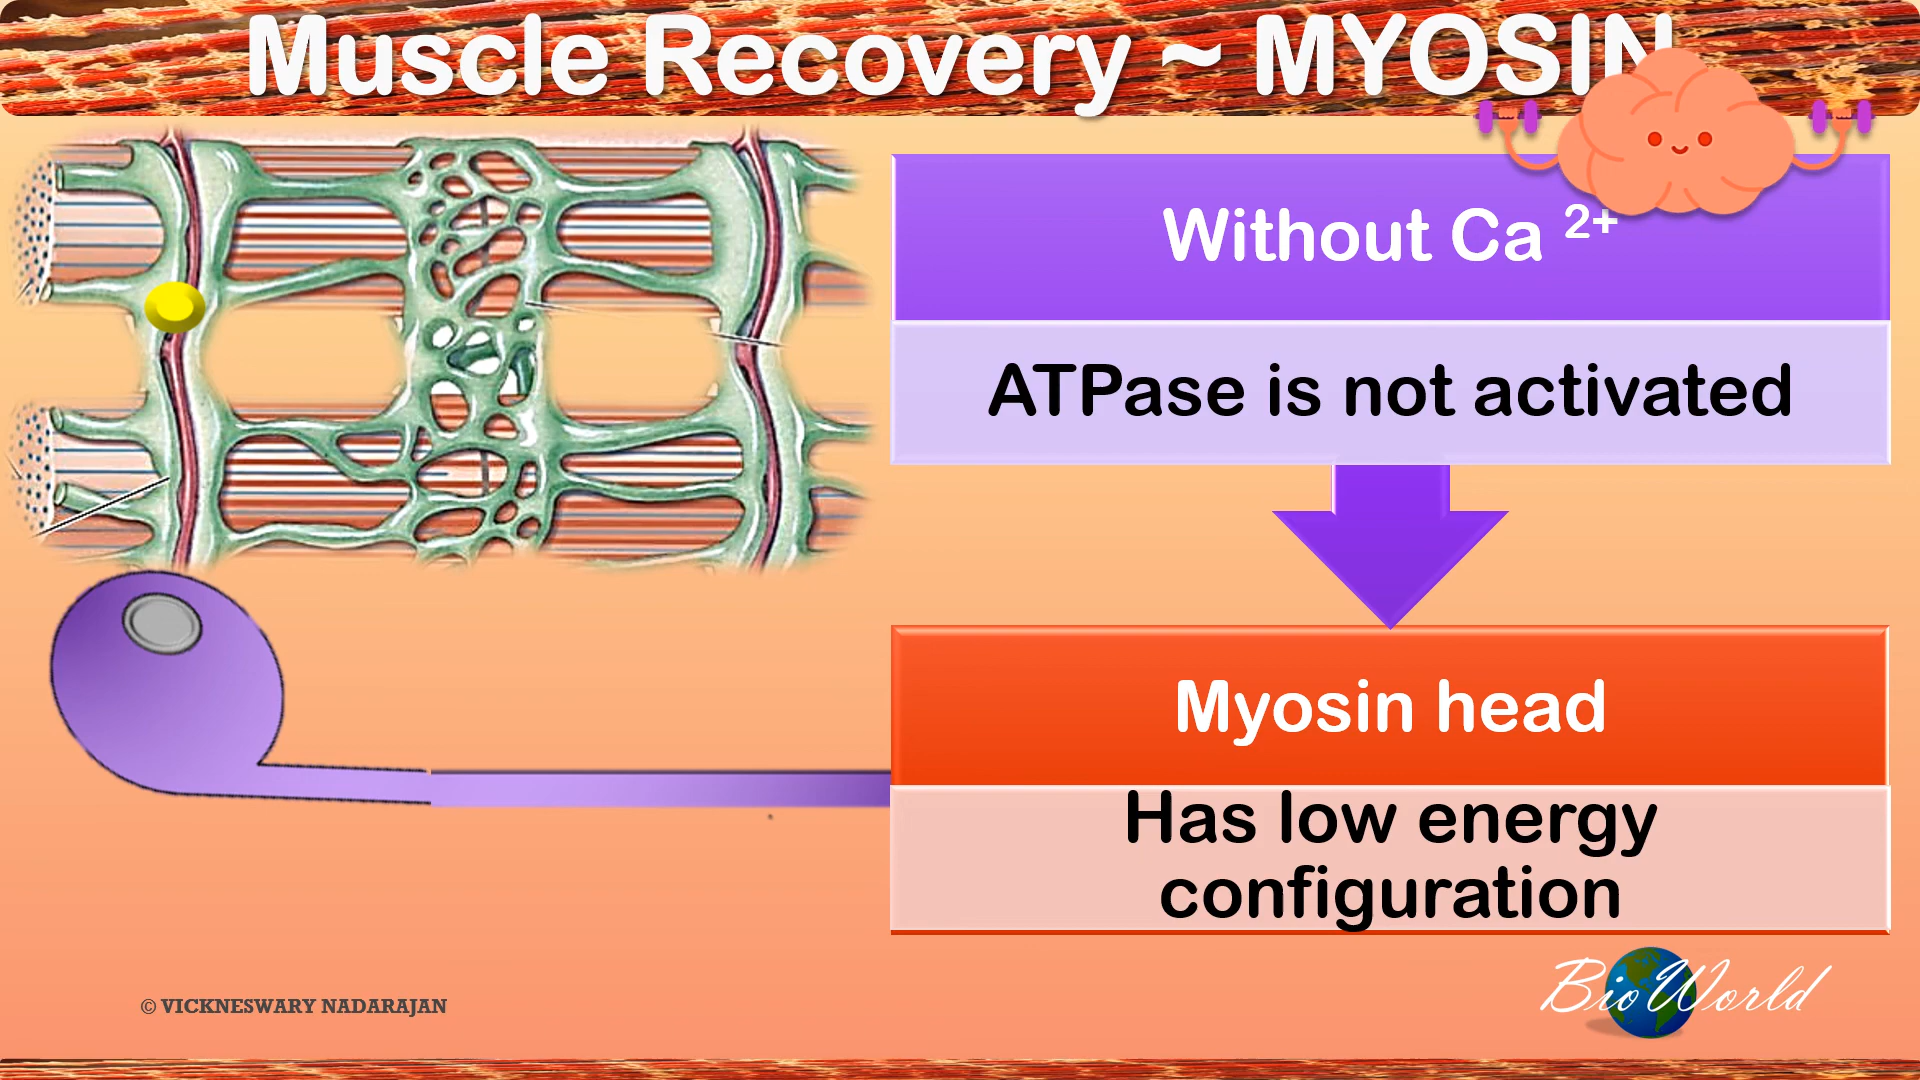 Muscle Recovery ~ MYOSIN
Without Ca 2+
ATPase is not activated
Myosin head
Has low energy
configuration
© VICKNESWARY NADARAJAN
BioWorld